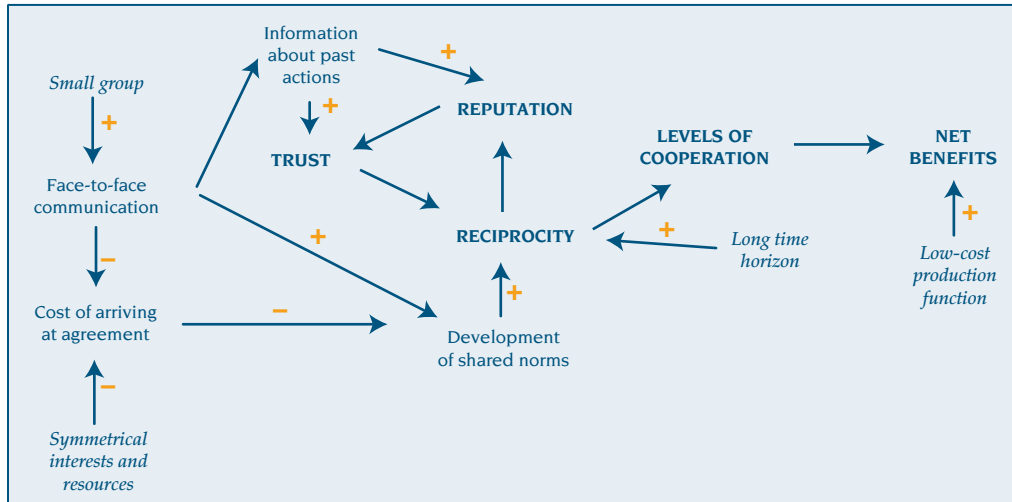 Information
about past
actions
+
Small group
+
+
REPUTATION
TRUST
LEVELS OF
COOPERATION
NET
BENEFITS
Face-to-face
communication
+
RECIPROCITY
+
Long time
horizon
+
Low-cost
production
function
−
Cost of arriving
at agreement
−
+
Development
of shared norms
−
Symmetrical
interests and
resources